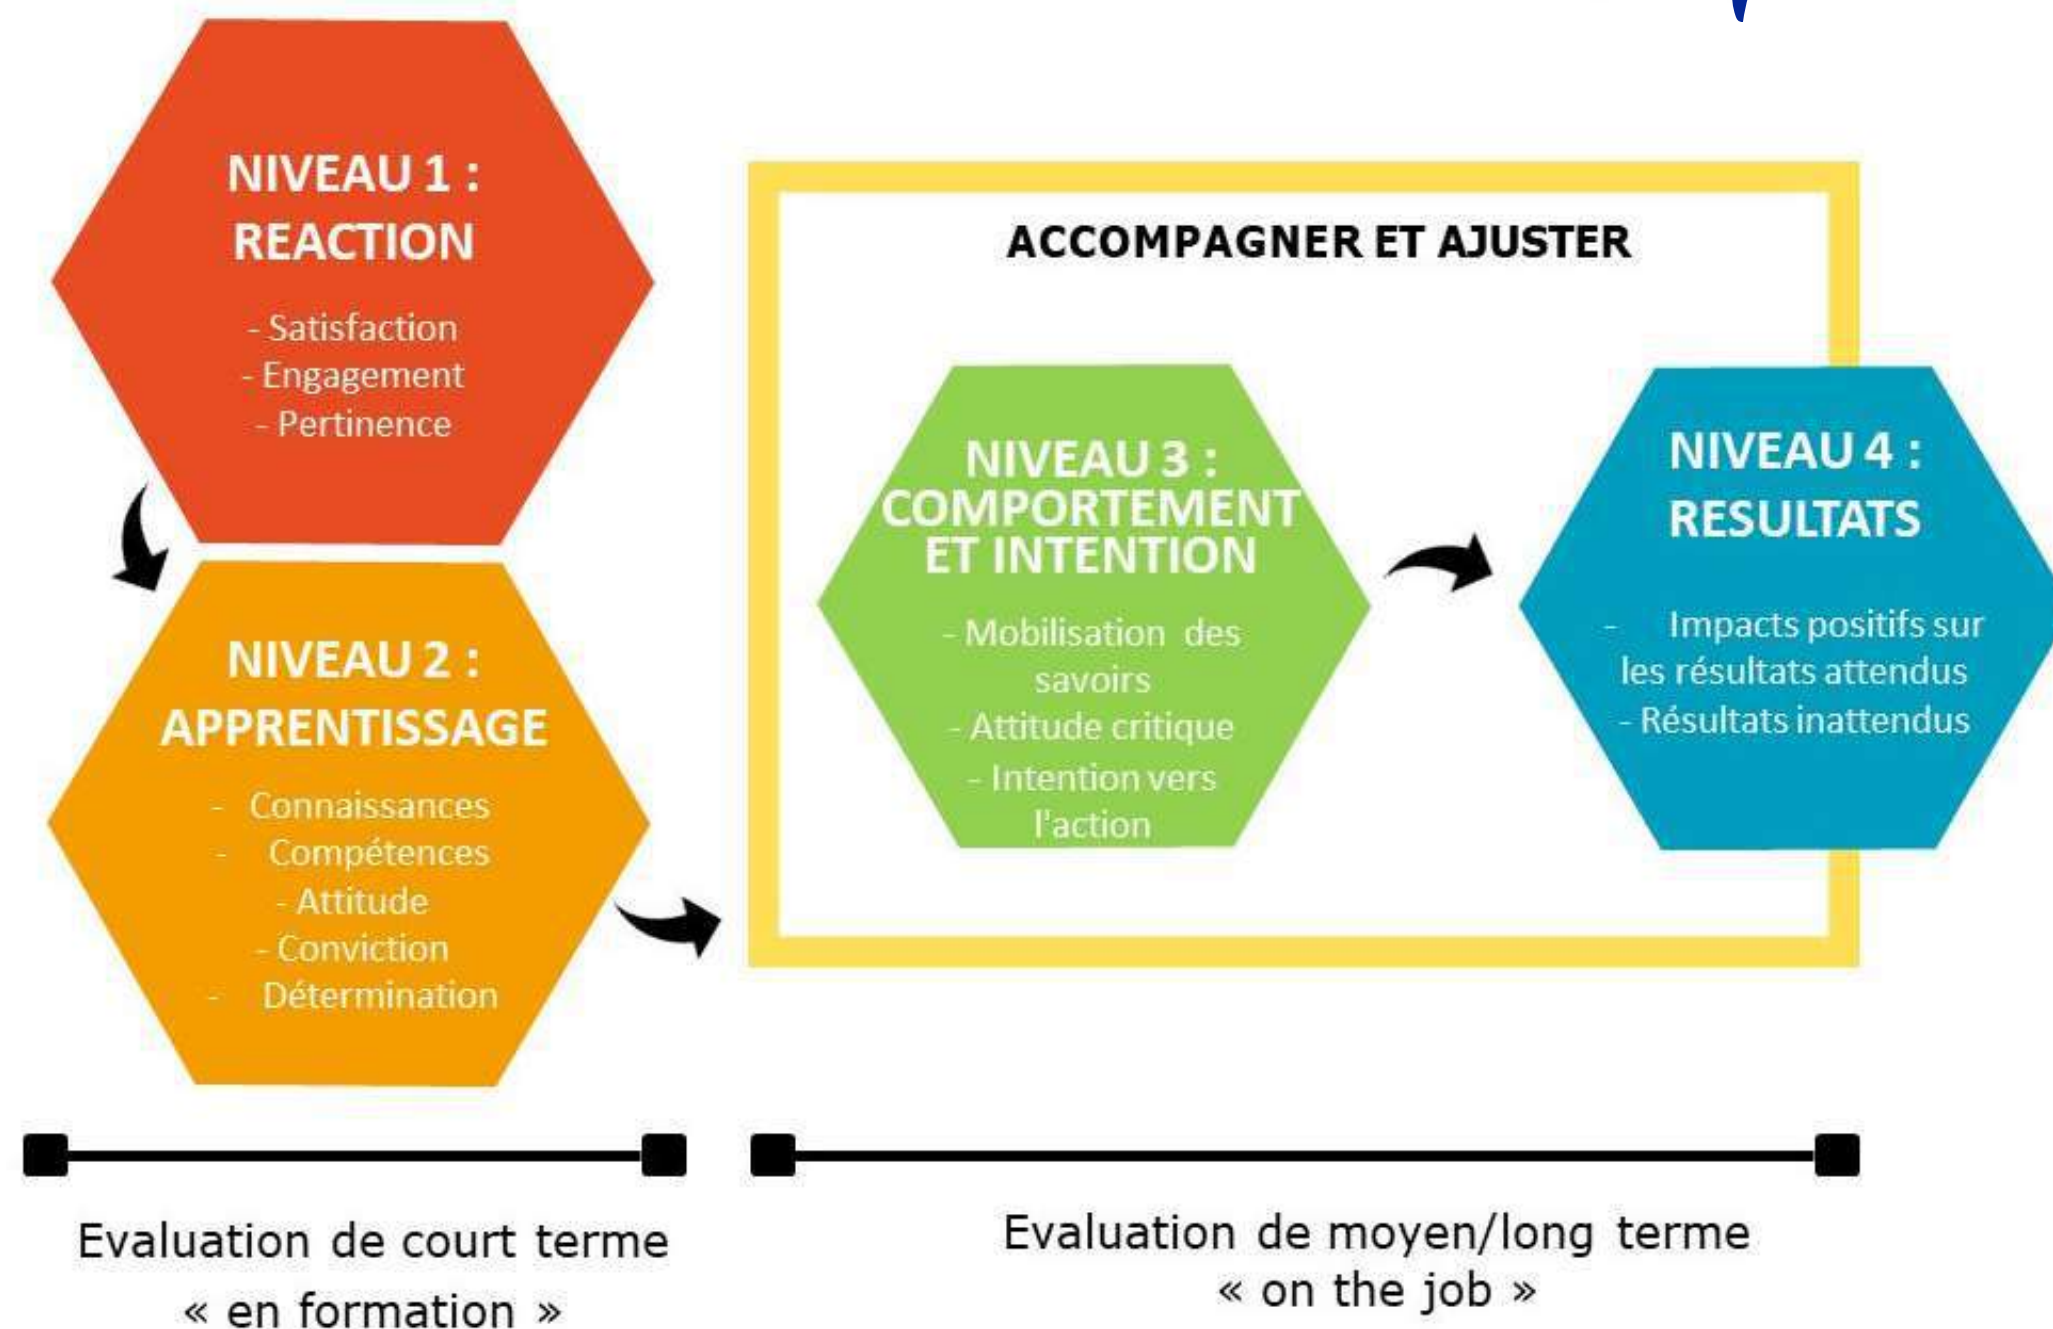 NIVEAU 1 :
REACTION
- Satisfaction
- Engagement
- Pertinence
NIVEAU 2 :
APPRENTISSAGE
- Connaissances
- Compétences
- Attitude
- Conviction
- Détermination
ACCOMPAGNER ET AJUSTER
NIVEAU 3 :
COMPORTEMENT
ET INTENTION
- Mobilisation des
savoirs
- Attitude critique
- Intention vers
l'action
NIVEAU 4 :
RESULTATS
- Impacts positifs sur
les résultats attendus
- Résultats inattendus
Evaluation de court terme
« en formation »
Evaluation de moyen/long terme
« on the job »